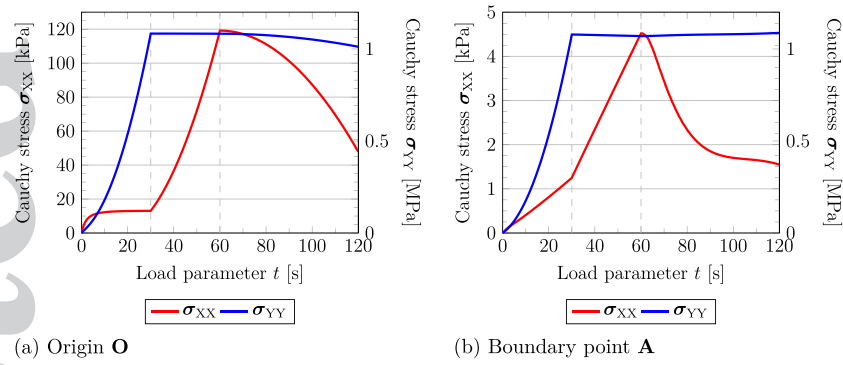 120
100
80
60
40
20
0
Cauchy stress σXX [kPa]
1
0.5
0
Cauchy stress σYY [MPa]
0 20 40 60 80 100 120
Load parameter t [s]
σXX σYY
(a) Origin O
5
4
3
2
1
0
Cauchy stress σXX [kPa]
1
0.5
0
Cauchy stress σYY [MPa]
0 20 40 60 80 100 120
Load parameter t [s]
σXX σYY
(b) Boundary point A